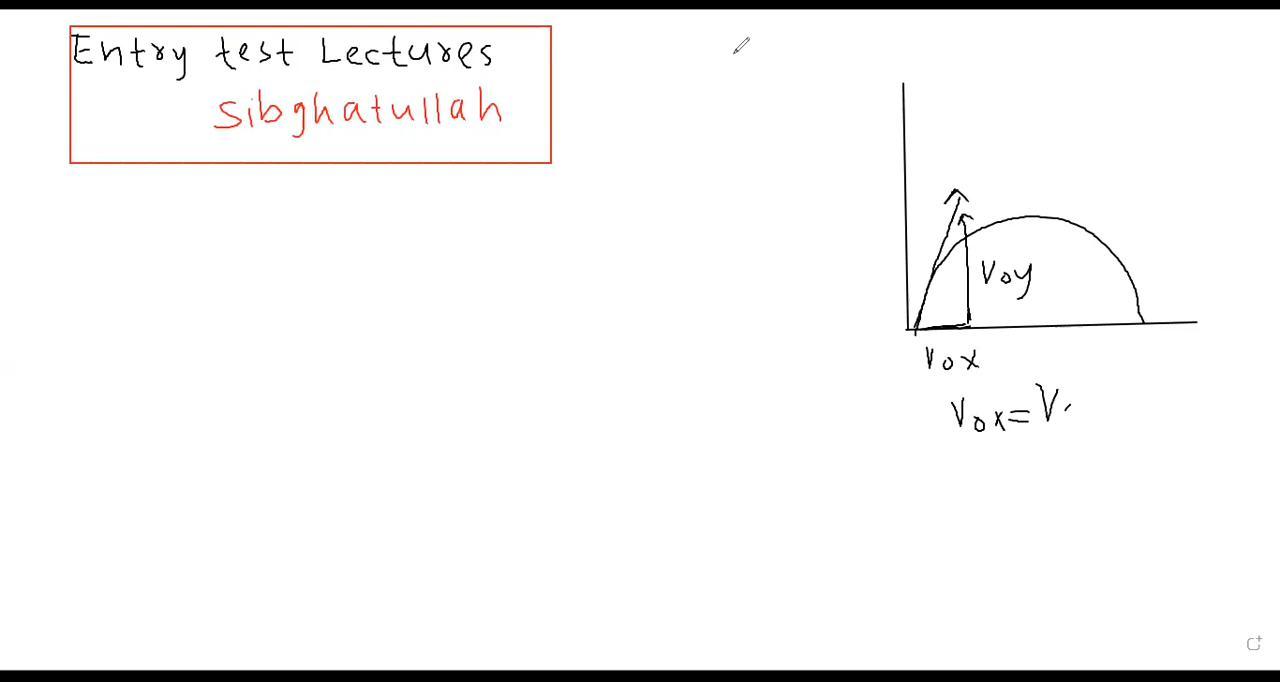 Entry test Lectures
Sibghatullah
Voy
Vox
Vox = V.